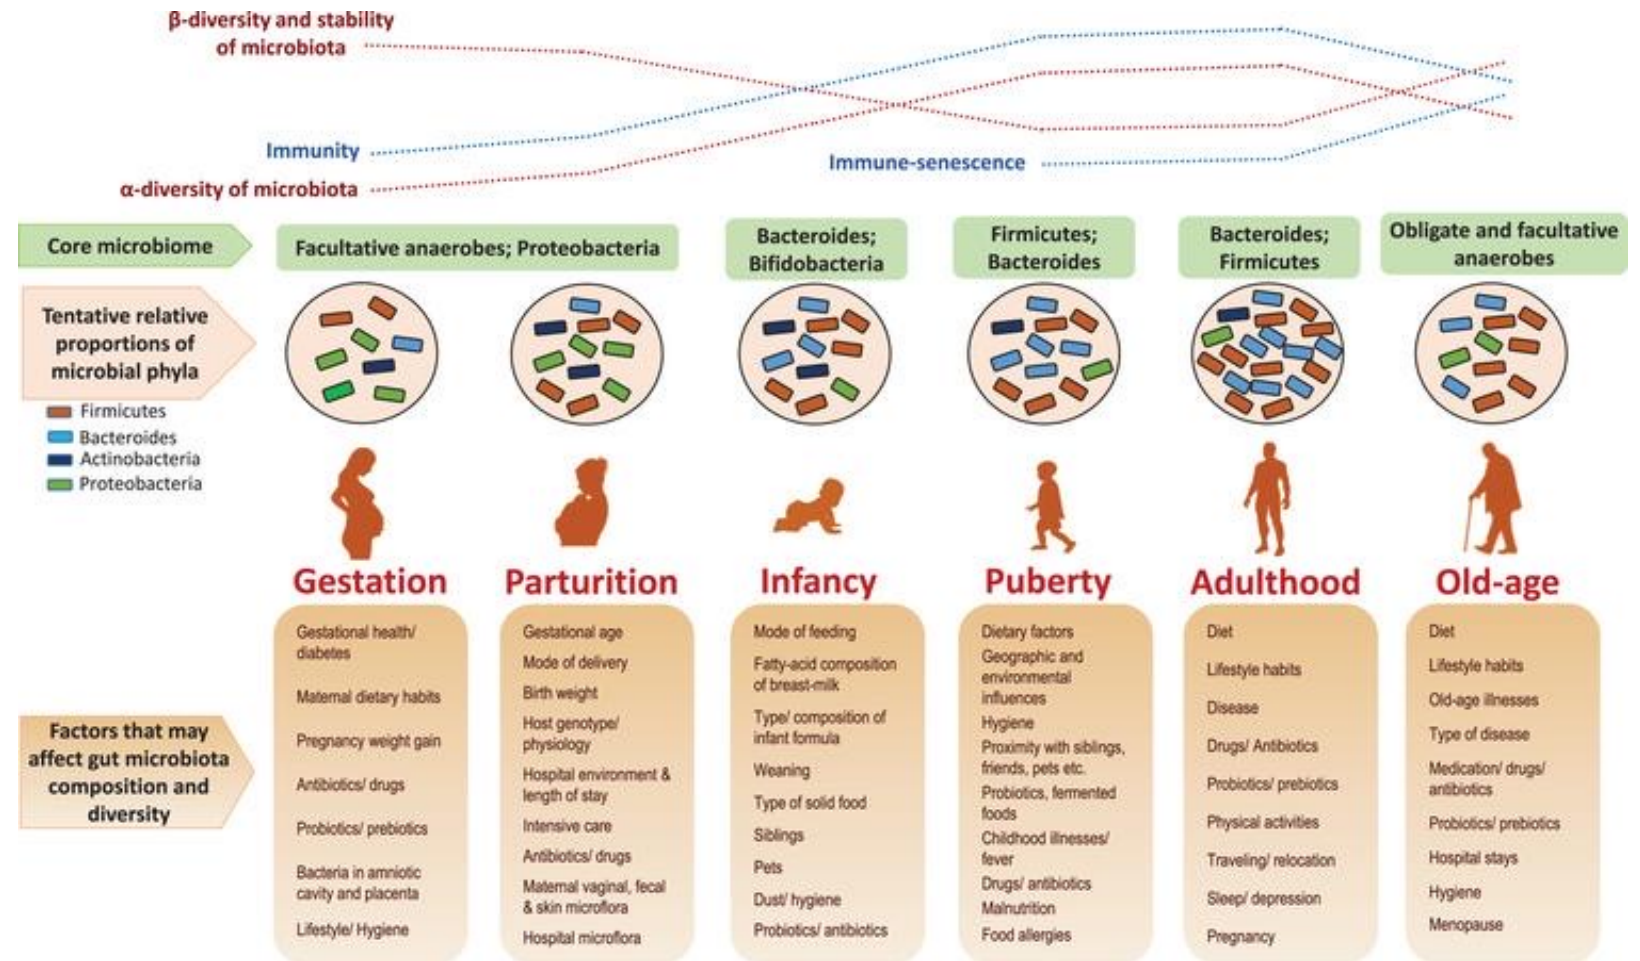 β-diversity and stability
of microbiota
Immunity
α-diversity of microbiota
Immune-senescence
Core microbiome
Facultative anaerobes; Proteobacteria
Bacteroides;
Bifidobacteria
Firmicutes;
Bacteroides
Bacteroides;
Firmicutes
Obligate and facultative
anaerobes
Tentative relative
proportions of
microbial phyla
Firmicutes
Bacteroides
Actinobacteria
Proteobacteria
Gestation
Parturition
Infancy
Puberty
Adulthood
Old-age
Factors that may
affect gut microbiota
composition and
diversity
Gestational health/
diabetes
Maternal dietary habits
Pregnancy weight gain
Antibiotics/ drugs
Probiotics/ prebiotics
Bacteria in amniotic
cavity and placenta
Lifestyle/ Hygiene
Gestational age
Mode of delivery
Birth weight
Host genotype/
physiology
Hospital environment &
length of stay
Intensive care
Antibiotics/ drugs
Maternal vaginal, fecal
& skin microflora
Hospital microflora
Mode of feeding
Fatty-acid composition
of breast-milk
Type/ composition of
infant formula
Weaning
Type of solid food
Siblings
Pets
Dust/ hygiene
Probiotics/ antibiotics
Dietary factors
Geographic and
environmental
influences
Hygiene
Proximity with siblings,
friends, pets etc.
Probiotics, fermented
foods
Childhood illnesses/
fever
Drugs/ antibiotics
Malnutrition
Food allergies
Diet
Lifestyle habits
Disease
Drugs/ Antibiotics
Probiotics/ prebiotics
Physical activities
Traveling/ relocation
Sleep/ depression
Pregnancy
Diet
Lifestyle habits
Old-age illnesses
Type of disease
Medication/ drugs/
antibiotics
Probiotics/ prebiotics
Hospital stays
Hygiene
Menopause